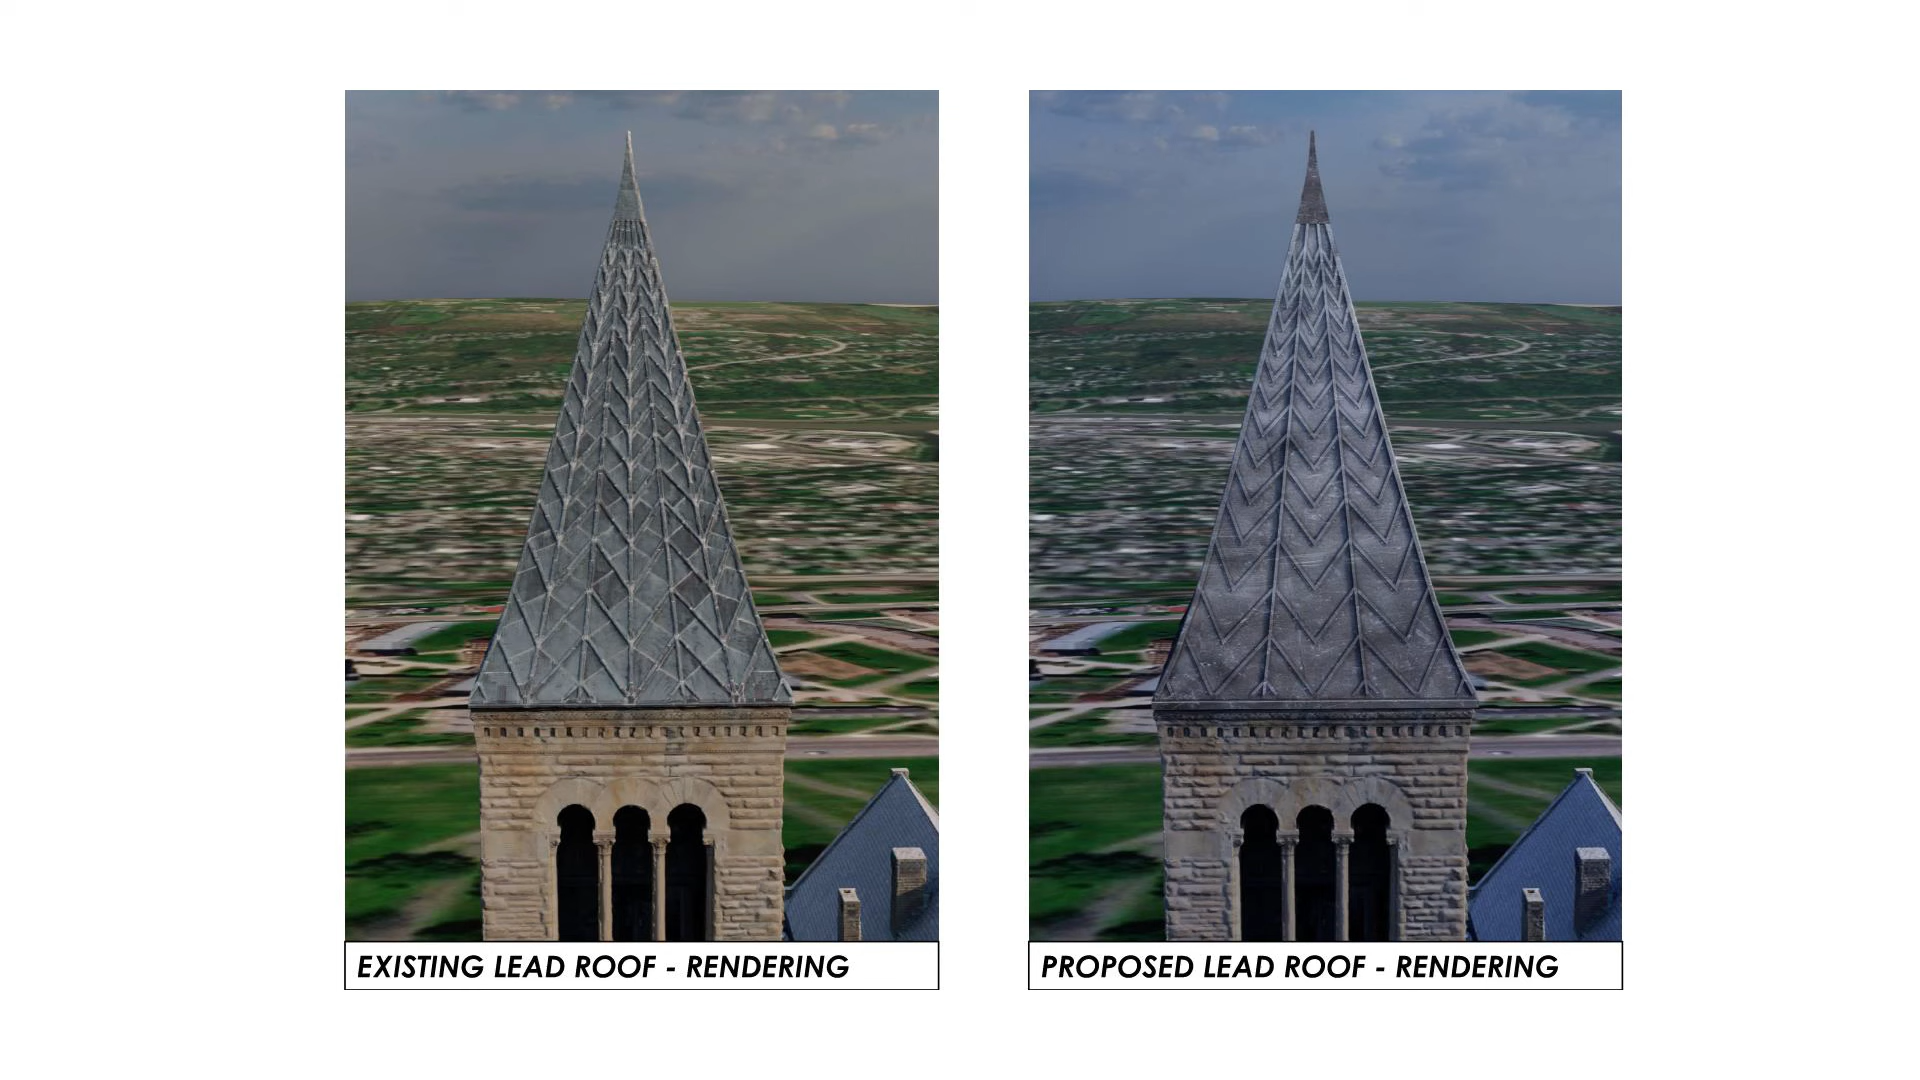 EXISTING LEAD ROOF - RENDERING
PROPOSED LEAD ROOF - RENDERING